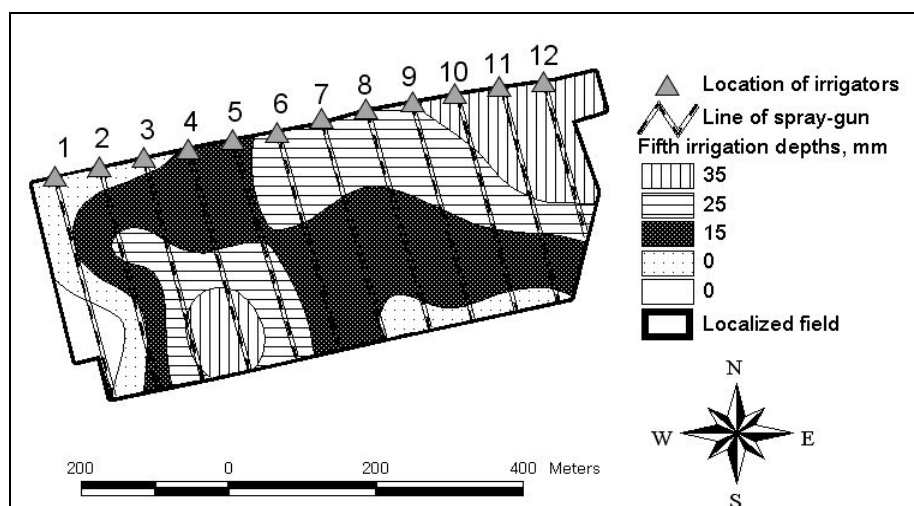 1 2 3 4 5 6 7 8 9 10 11 12
Location of irrigators
Line of spray-gun
Fifth irrigation depths, mm
35
25
15
0
0
Localized field
N
W E
S
200 0 200 400 Meters